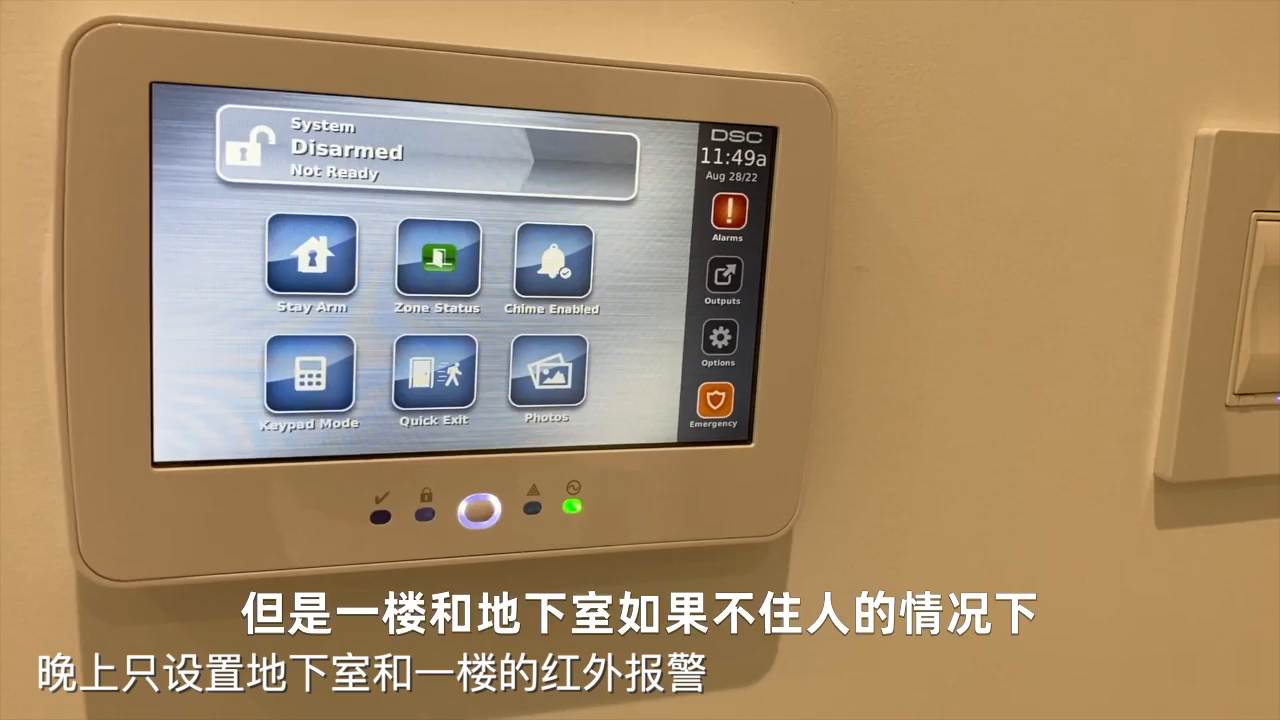 System
Disarmed
Not Ready
DSC
11:49a
Aug 28/22
Alarms
Outputs
Options
Emergency
Stay Arm
Zone Status
Chime Enabled
Keypad Mode
Quick Exit
Photos
但是一楼和地下室如果不住人的情况下
晚上只设置地下室和一楼的红外报警